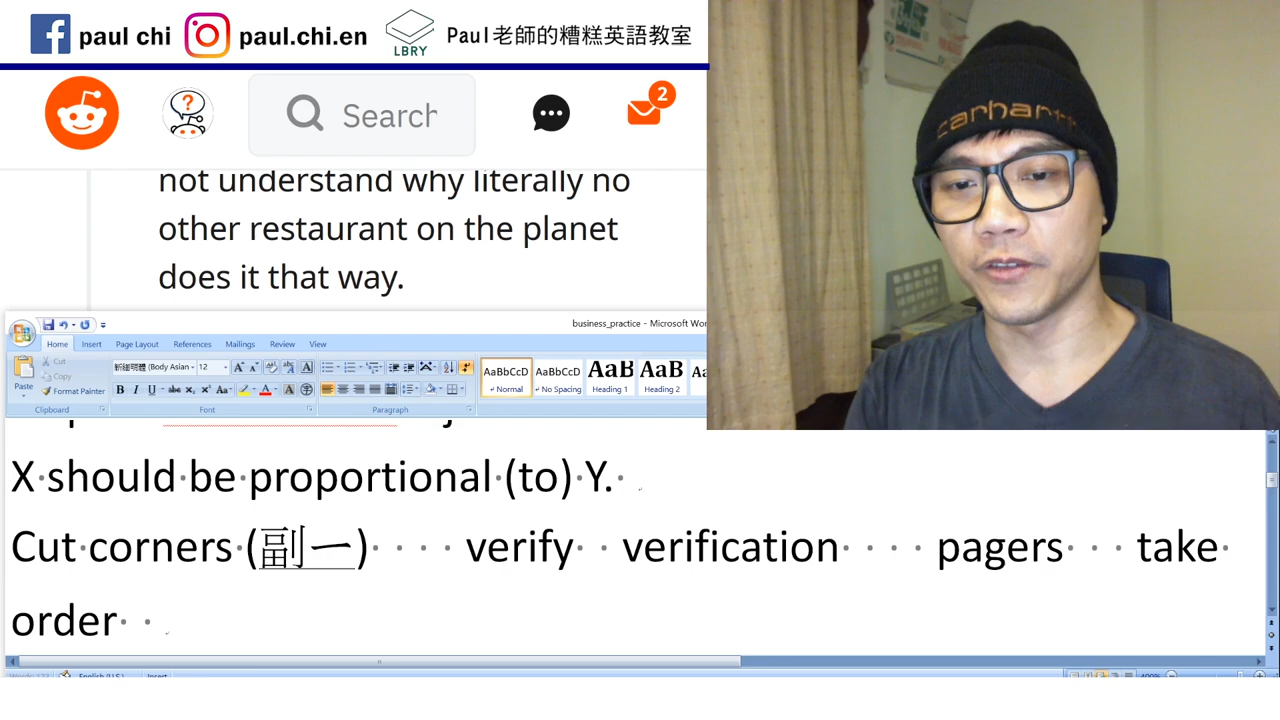 paul chi paul.chi.en LBRY Paul老師的糟糕英語教室
Search 2
not understand why literally no
other restaurant on the planet
does it that way.
business_practice - Microsoft Wor
Home Insert Page Layout References Mailings Review View
Paste
Cut
Copy
Format Painter
Clipboard
新細明體 (Body Asian 12
Font
Paragraph
AaBbCcD Normal
AaBbCcD No Spacing
AaB Heading 1
AaB Heading 2
carhartt
X should be proportional (to) Y.
Cut corners (副一) verify verification pagers take
order
English (U.S.) Insert
400%